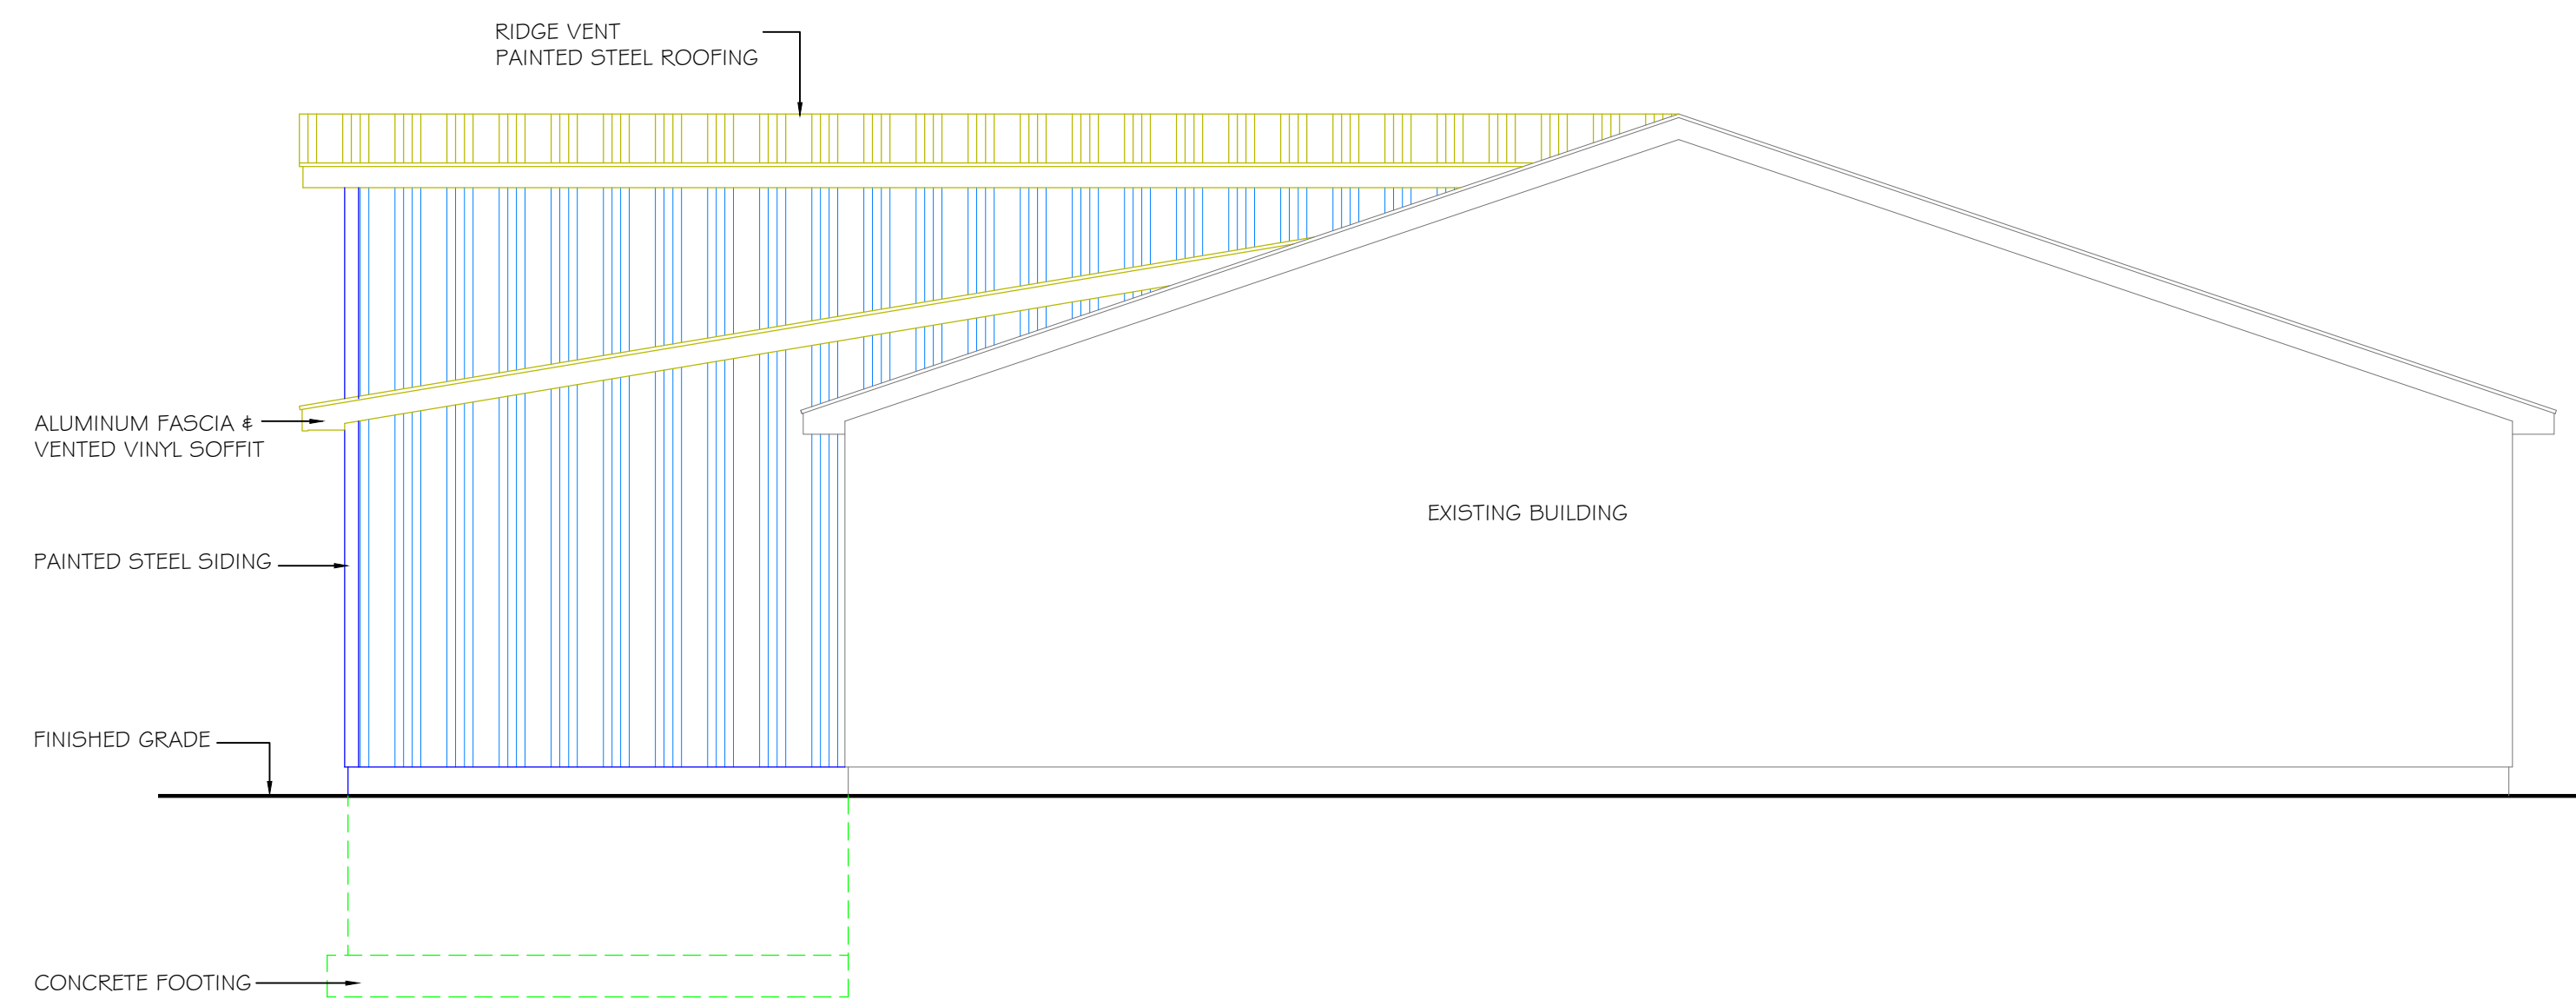 RIDGE VENT
PAINTED STEEL ROOFING
ALUMINUM FASCIA &
VENTED VINYL SOFFIT
EXISTING BUILDING
PAINTED STEEL SIDING
FINISHED GRADE
CONCRETE FOOTING